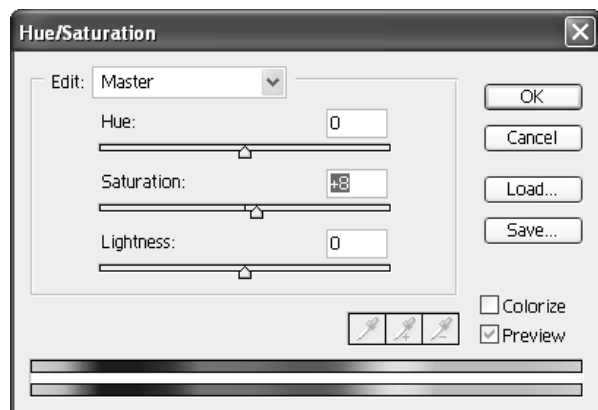 Hue/Saturation
Edit: Master
OK
Hue: 0
Cancel
Saturation: +8
Load...
Save...
Lightness: 0
Colorize
Preview